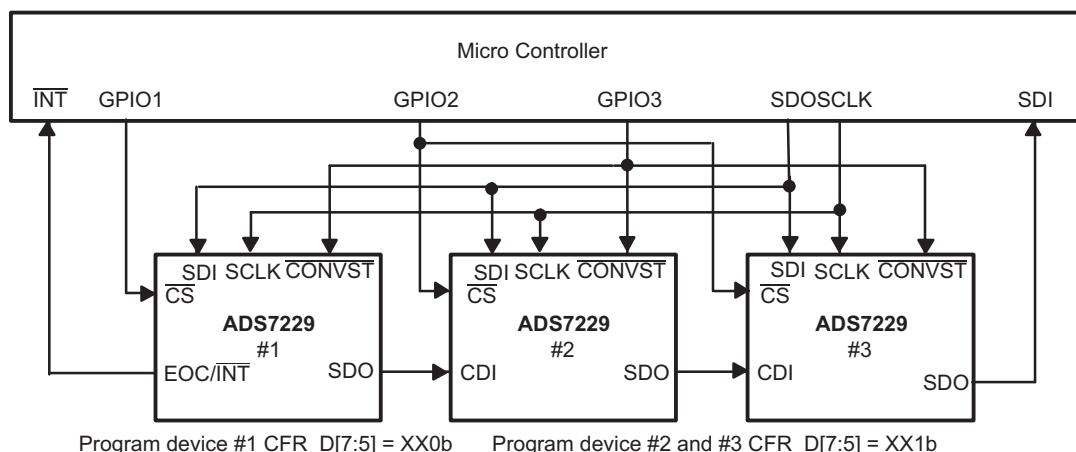 Micro Controller
INT GPIO1 GPIO2 GPIO3 SDOSCLK SDI
SDI SCLK CONVST
CS
ADS7229
#1
EOC/INT SDO
SDI SCLK CONVST
CS
ADS7229
#2
CDI SDO
SDI SCLK CONVST
CS
ADS7229
#3
CDI SDO
Program device #1 CFR_D[7:5] = XX0b Program device #2 and #3 CFR_D[7:5] = XX1b